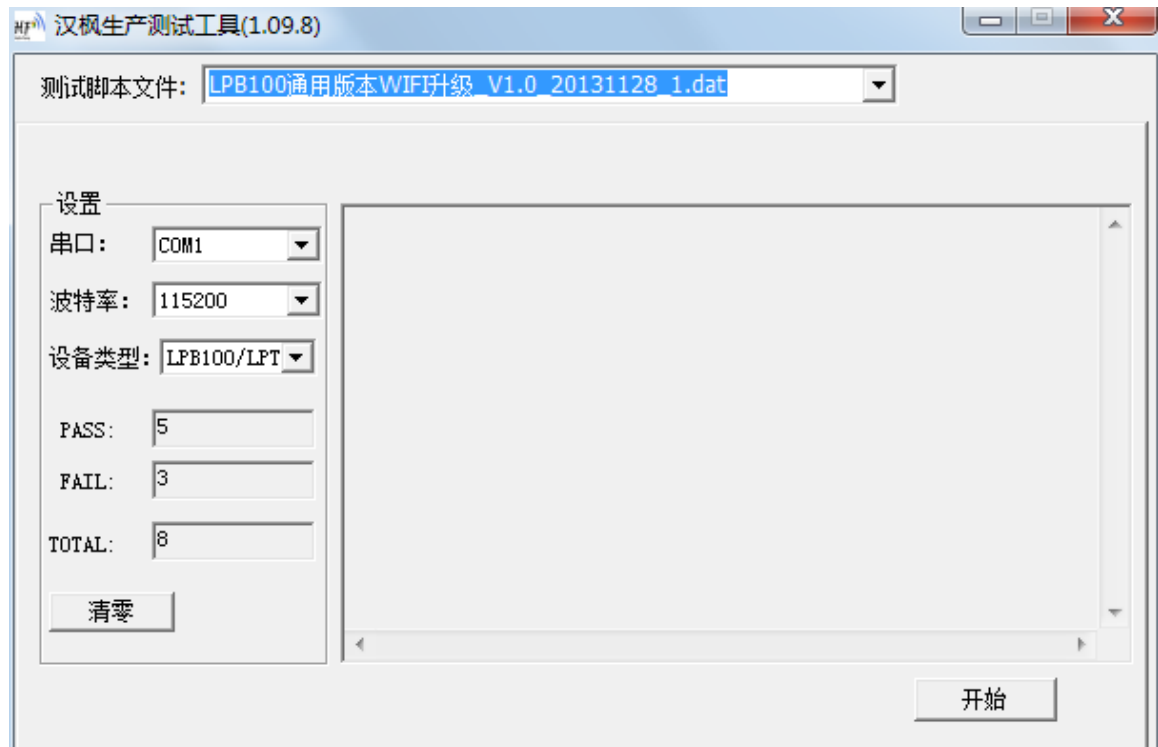 HF 汉枫生产测试工具(1.09.8)
测试脚本文件: LPB100通用版本WIFI升级_V1.0_20131128_1.dat
设置
串口: COM1
波特率: 115200
设备类型: LPB100/LPT
PASS: 5
FAIL: 3
TOTAL: 8
清零
开始